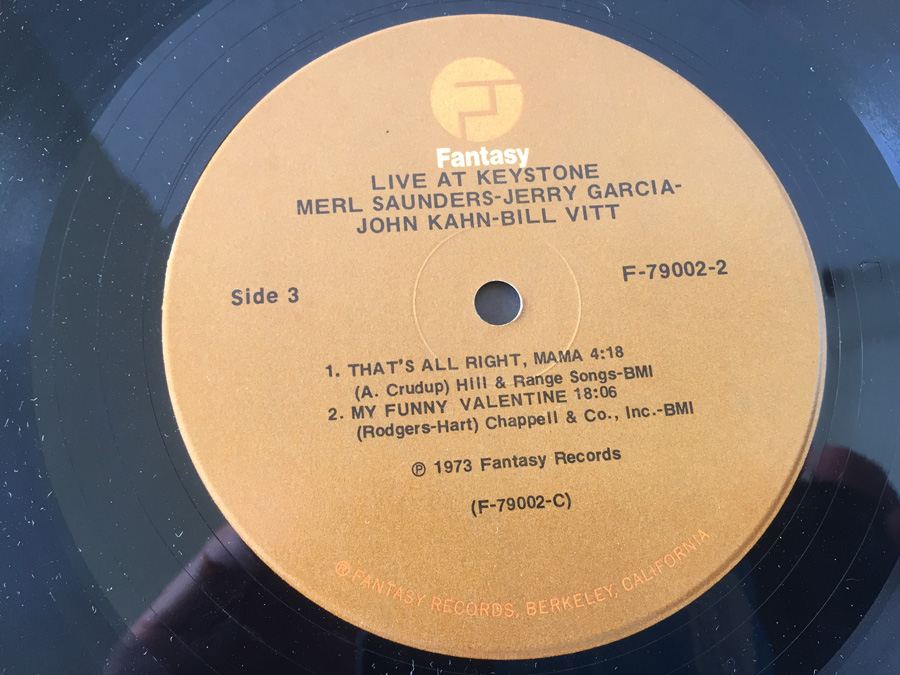 Fantasy
LIVE AT KEYSTONE
MERL SAUNDERS-JERRY GARCIA-
JOHN KAHN-BILL VITT
Side 3
F-79002-2
1. THAT'S ALL RIGHT, MAMA 4:18
(A. Crudup) Hill & Range Songs-BMI
2. MY FUNNY VALENTINE 18:06
(Rodgers-Hart) Chappell & Co., Inc.-BMI
℗ 1973 Fantasy Records
(F-79002-C)
® FANTASY RECORDS, BERKELEY, CALIFORNIA